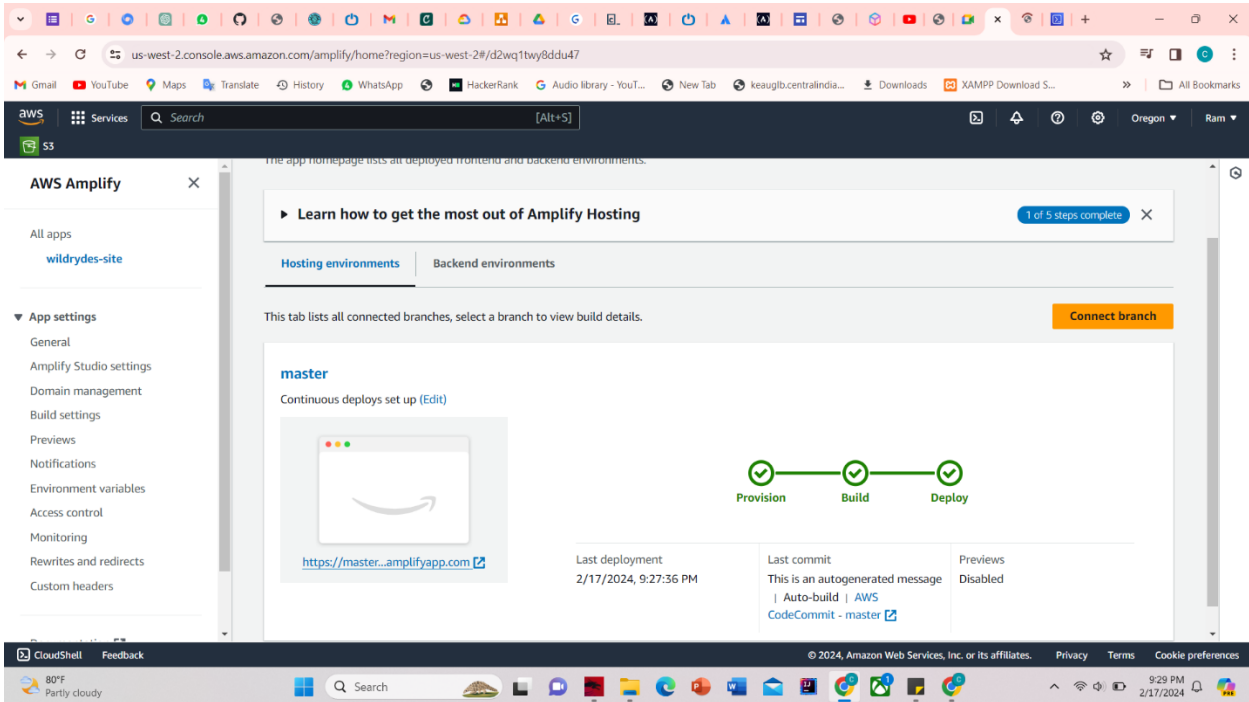 us-west-2.console.aws.amazon.com/amplify/home?region=us-west-2#/d2wq1twy8ddu47
Gmail YouTube Maps Translate History WhatsApp HackerRank Audio library - YouT... New Tab keauglb.centralindia... Downloads XAMPP Download S... » All Bookmarks
aws Services Search [Alt+S] Oregon Ram
S3
The app homepage lists all deployed frontend and backend environments.
AWS Amplify
Learn how to get the most out of Amplify Hosting 1 of 5 steps complete
All apps
wildrydes-site
Hosting environments Backend environments
App settings
This tab lists all connected branches, select a branch to view build details. Connect branch
General
Amplify Studio settings
Domain management
Build settings
Previews
Notifications
Environment variables
Access control
Monitoring
Rewrites and redirects
Custom headers
master
Continuous deploys set up (Edit)
Provision Build Deploy
https://master...amplifyapp.com
Last deployment
2/17/2024, 9:27:36 PM
Last commit
This is an autogenerated message
| Auto-build | AWS
CodeCommit - master
Previews
Disabled
CloudShell Feedback © 2024, Amazon Web Services, Inc. or its affiliates. Privacy Terms Cookie preferences
80°F
Partly cloudy
Search
9:29 PM
2/17/2024